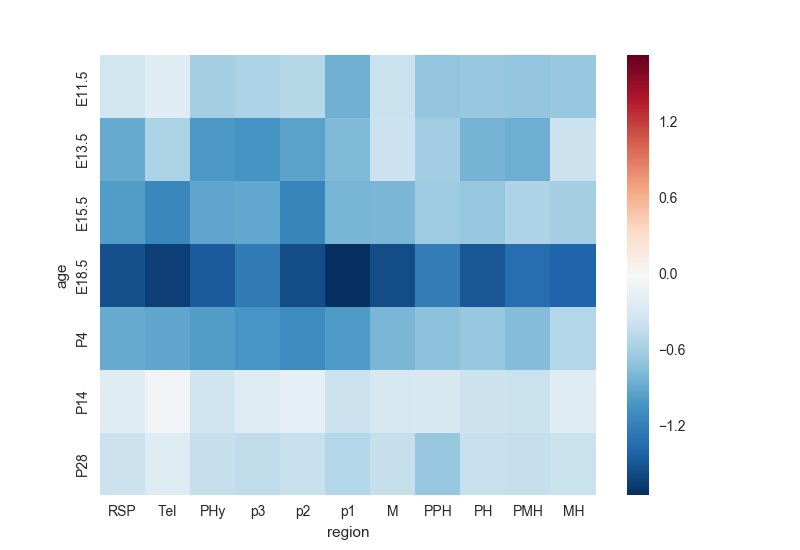 age
E11.5
E13.5
E15.5
E18.5
P4
P14
P28
RSP Tel PHy p3 p2 p1 M PPH PH PMH MH
region
1.2
0.6
0.0
−0.6
−1.2